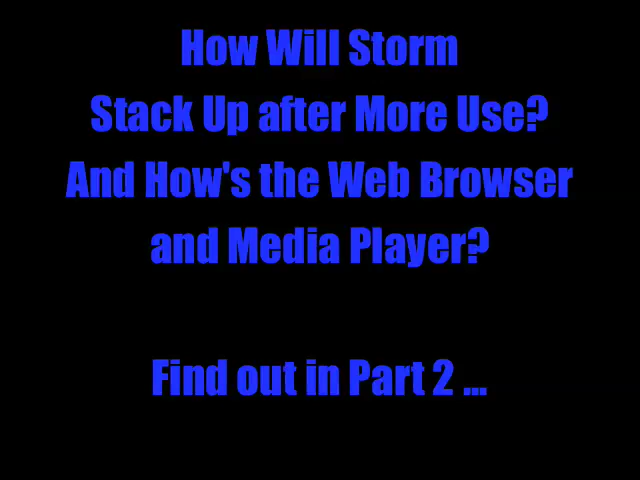 How Will Storm
Stack Up after More Use?
And How's the Web Browser
and Media Player?
Find out in Part 2 ...